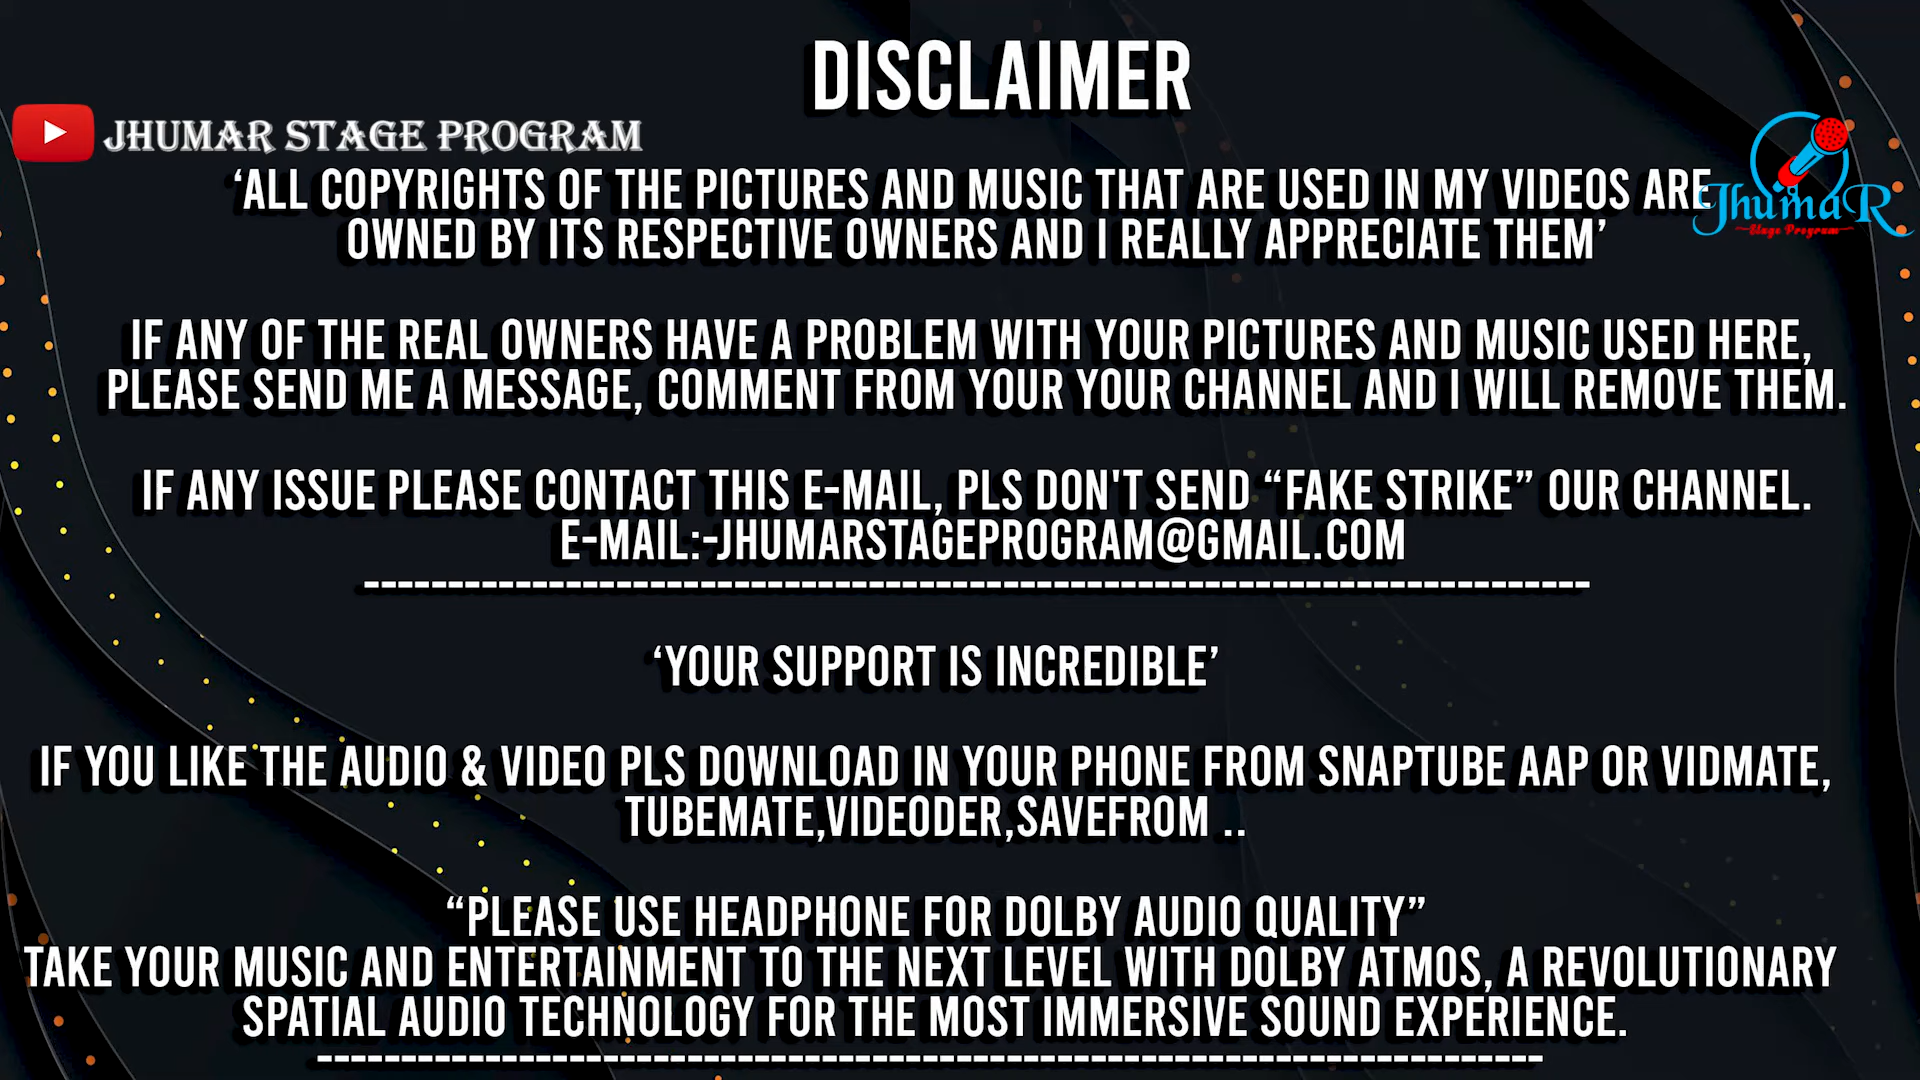 DISCLAIMER
JHUMAR STAGE PROGRAM
JhumaR
Stage Program
‘ALL COPYRIGHTS OF THE PICTURES AND MUSIC THAT ARE USED IN MY VIDEOS ARE
OWNED BY ITS RESPECTIVE OWNERS AND I REALLY APPRECIATE THEM’
IF ANY OF THE REAL OWNERS HAVE A PROBLEM WITH YOUR PICTURES AND MUSIC USED HERE,
PLEASE SEND ME A MESSAGE, COMMENT FROM YOUR YOUR CHANNEL AND I WILL REMOVE THEM.
IF ANY ISSUE PLEASE CONTACT THIS E-MAIL, PLS DON'T SEND “FAKE STRIKE” OUR CHANNEL.
E-MAIL:-JHUMARSTAGEPROGRAM@GMAIL.COM
‘YOUR SUPPORT IS INCREDIBLE’
IF YOU LIKE THE AUDIO & VIDEO PLS DOWNLOAD IN YOUR PHONE FROM SNAPTUBE AAP OR VIDMATE,
TUBEMATE,VIDEODER,SAVEFROM ..
“PLEASE USE HEADPHONE FOR DOLBY AUDIO QUALITY”
TAKE YOUR MUSIC AND ENTERTAINMENT TO THE NEXT LEVEL WITH DOLBY ATMOS, A REVOLUTIONARY
SPATIAL AUDIO TECHNOLOGY FOR THE MOST IMMERSIVE SOUND EXPERIENCE.